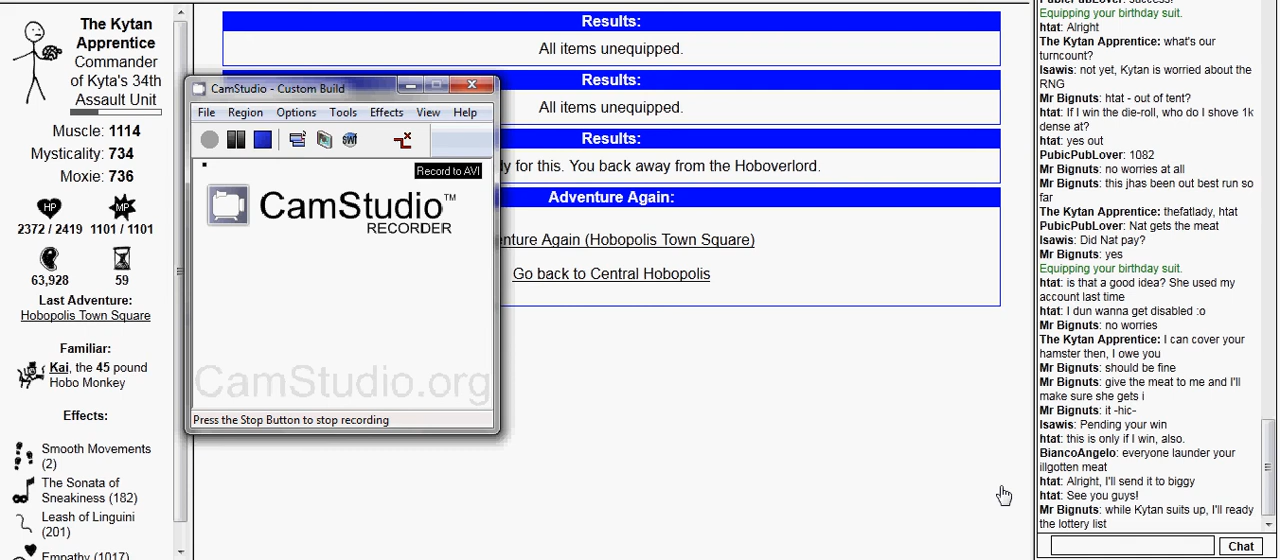 The Kytan
Apprentice
Commander
of Kyta's 34th
Assault Unit
Muscle: 1114
Mysticality: 734
Moxie: 736
HP
MP
2372 / 2419 1101 / 1101
63,928
59
Last Adventure:
Hobopolis Town Square
Familiar:
Kai, the 45 pound
Hobo Monkey
Effects:
Smooth Movements
(2)
The Sonata of
Sneakiness (182)
Leash of Linguini
(201)
Empathy (1017)
Results:
All items unequipped.
Results:
All items unequipped.
Results:
for this. You back away from the Hoboverlord.
Adventure Again:
Again (Hobopolis Town Square)
Go back to Central Hobopolis
CamStudio - Custom Build
File Region Options Tools Effects View Help
SWF
Record to AVI
CamStudio™
RECORDER
CamStudio.org
Press the Stop Button to stop recording
Equipping your birthday suit.
htat: Alright
The Kytan Apprentice: what's our
turncount?
Isawis: not yet, Kytan is worried about the
RNG
Mr Bignuts: htat - out of tent?
htat: If I win the die-roll, who do I shove 1k
dense at?
htat: yes out
PubicPubLover: 1082
Mr Bignuts: no worries at all
Mr Bignuts: this jhas been out best run so
far
The Kytan Apprentice: thefatlady, htat
PubicPubLover: Nat gets the meat
Isawis: Did Nat pay?
Mr Bignuts: yes
Equipping your birthday suit.
htat: is that a good idea? She used my
account last time
htat: I dun wanna get disabled :o
Mr Bignuts: no worries
The Kytan Apprentice: I can cover your
hamster then, I owe you
Mr Bignuts: should be fine
Mr Bignuts: give the meat to me and I'll
make sure she gets i
Mr Bignuts: it -hic-
Isawis: Pending your win
htat: this is only if I win, also.
BiancoAngelo: everyone launder your
illgotten meat
htat: Alright, I'll send it to biggy
htat: See you guys!
Mr Bignuts: while Kytan suits up, I'll ready
the lottery list
Chat